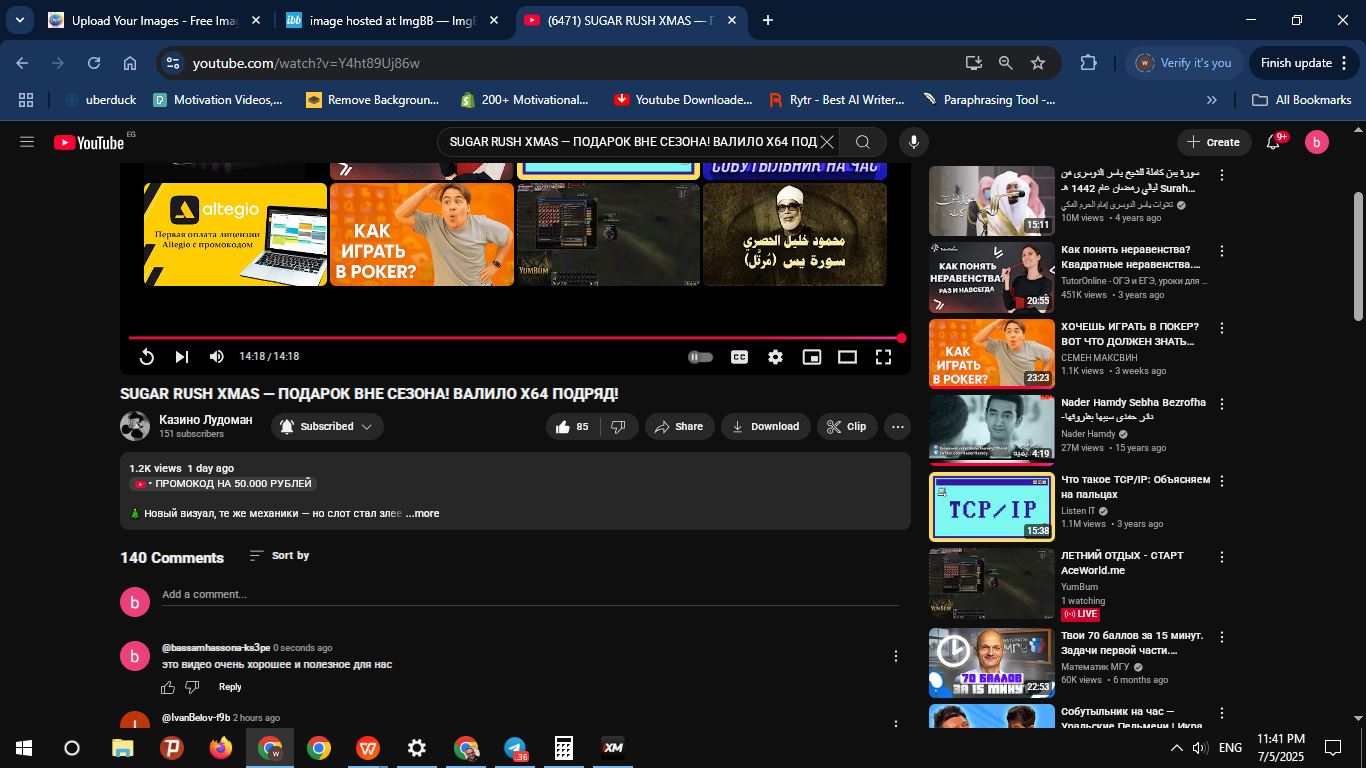 Upload Your Images - Free Imag
image hosted at ImgBB — ImgB
(6471) SUGAR RUSH XMAS — П
youtube.com/watch?v=Y4ht89Uj86w
Verify it's you
Finish update
uberduck
Motivation Videos,...
Remove Backgroun...
200+ Motivational...
Youtube Downloade...
Rytr - Best AI Writer...
Paraphrasing Tool -...
All Bookmarks
YouTube EG
SUGAR RUSH XMAS — ПОДАРОК ВНЕ СЕЗОНА! ВАЛИЛО X64 ПОД
Create
9+
b
СОБУТЫЛЬНИК НА ЧАС
altegio
Первая оплата лицензии
Altegio с промокодом
КАК
ИГРАТЬ
В POKER?
YUMBUM
محمود خليل الحصري
سورة يس (مُرتَّل)
14:18 / 14:18
CC
SUGAR RUSH XMAS — ПОДАРОК ВНЕ СЕЗОНА! ВАЛИЛО X64 ПОДРЯД!
Казино Лудоман
151 subscribers
Subscribed
85
Share
Download
Clip
1.2K views 1 day ago
• ПРОМОКОД НА 50.000 РУБЛЕЙ
Новый визуал, те же механики — но слот стал злее ...more
140 Comments
Sort by
b
Add a comment...
b
@bassamhassona-ks3pe 0 seconds ago
это видео очень хорошее и полезное для нас
Reply
@IvanBelov-f9b 2 hours ago
15:11
سورة يس كاملة للشيخ ياسر الدوسري من
ليالي رمضان عام 1442 هـ Surah...
تلاوات ياسر الدوسري إمام الحرم المكي
10M views • 4 years ago
КАК ПОНЯТЬ
НЕРАВЕНСТВА?
РАЗ И НАВСЕГДА
20:55
Как понять неравенства?
Квадратные неравенства....
TutorOnline - ОГЭ и ЕГЭ, уроки для ...
451K views • 3 years ago
КАК
ИГРАТЬ
В POKER?
23:23
ХОЧЕШЬ ИГРАТЬ В ПОКЕР?
ВОТ ЧТО ДОЛЖЕН ЗНАТЬ...
СЕМЕН МАКСВИН
1.1K views • 3 weeks ago
4:19
Nader Hamdy Sebha Bezrofha
-نادر حمدى سيبها بظروفها
Nader Hamdy
27M views • 15 years ago
TCP/IP
15:38
Что такое TCP/IP: Объясняем
на пальцах
Listen IT
1.1M views • 3 years ago
YUMBUM
ЛЕТНИЙ ОТДЫХ - СТАРТ
AceWorld.me
YumBum
1 watching
LIVE
70 БАЛЛОВ
ЗА 15 МИНУТ
22:53
Твои 70 баллов за 15 минут.
Задачи первой части....
Математик МГУ
60K views • 6 months ago
Собутыльник на час —
Уральские Пельмени | Икра
36
XM
ENG
11:41 PM
7/5/2025